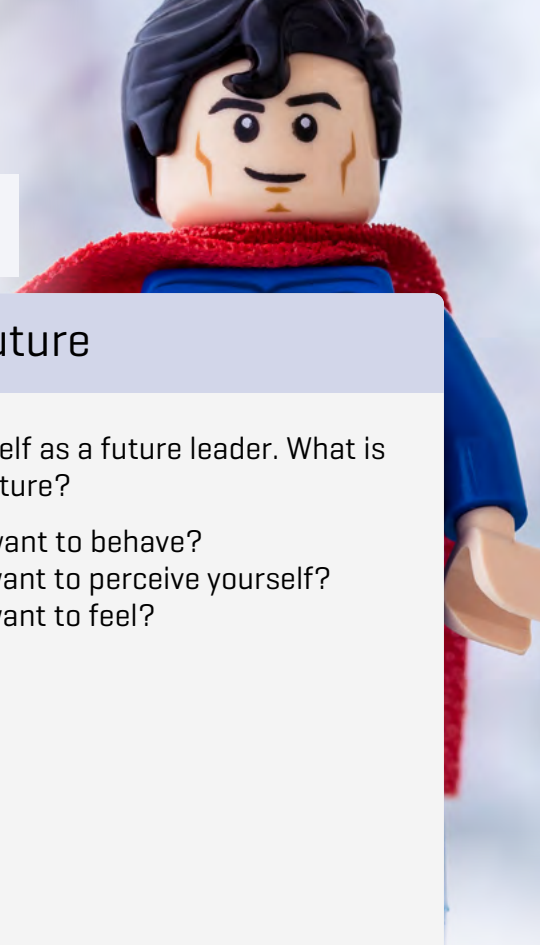 uture
elf as a future leader. What is
ture?
vant to behave?
vant to perceive yourself?
vant to feel?